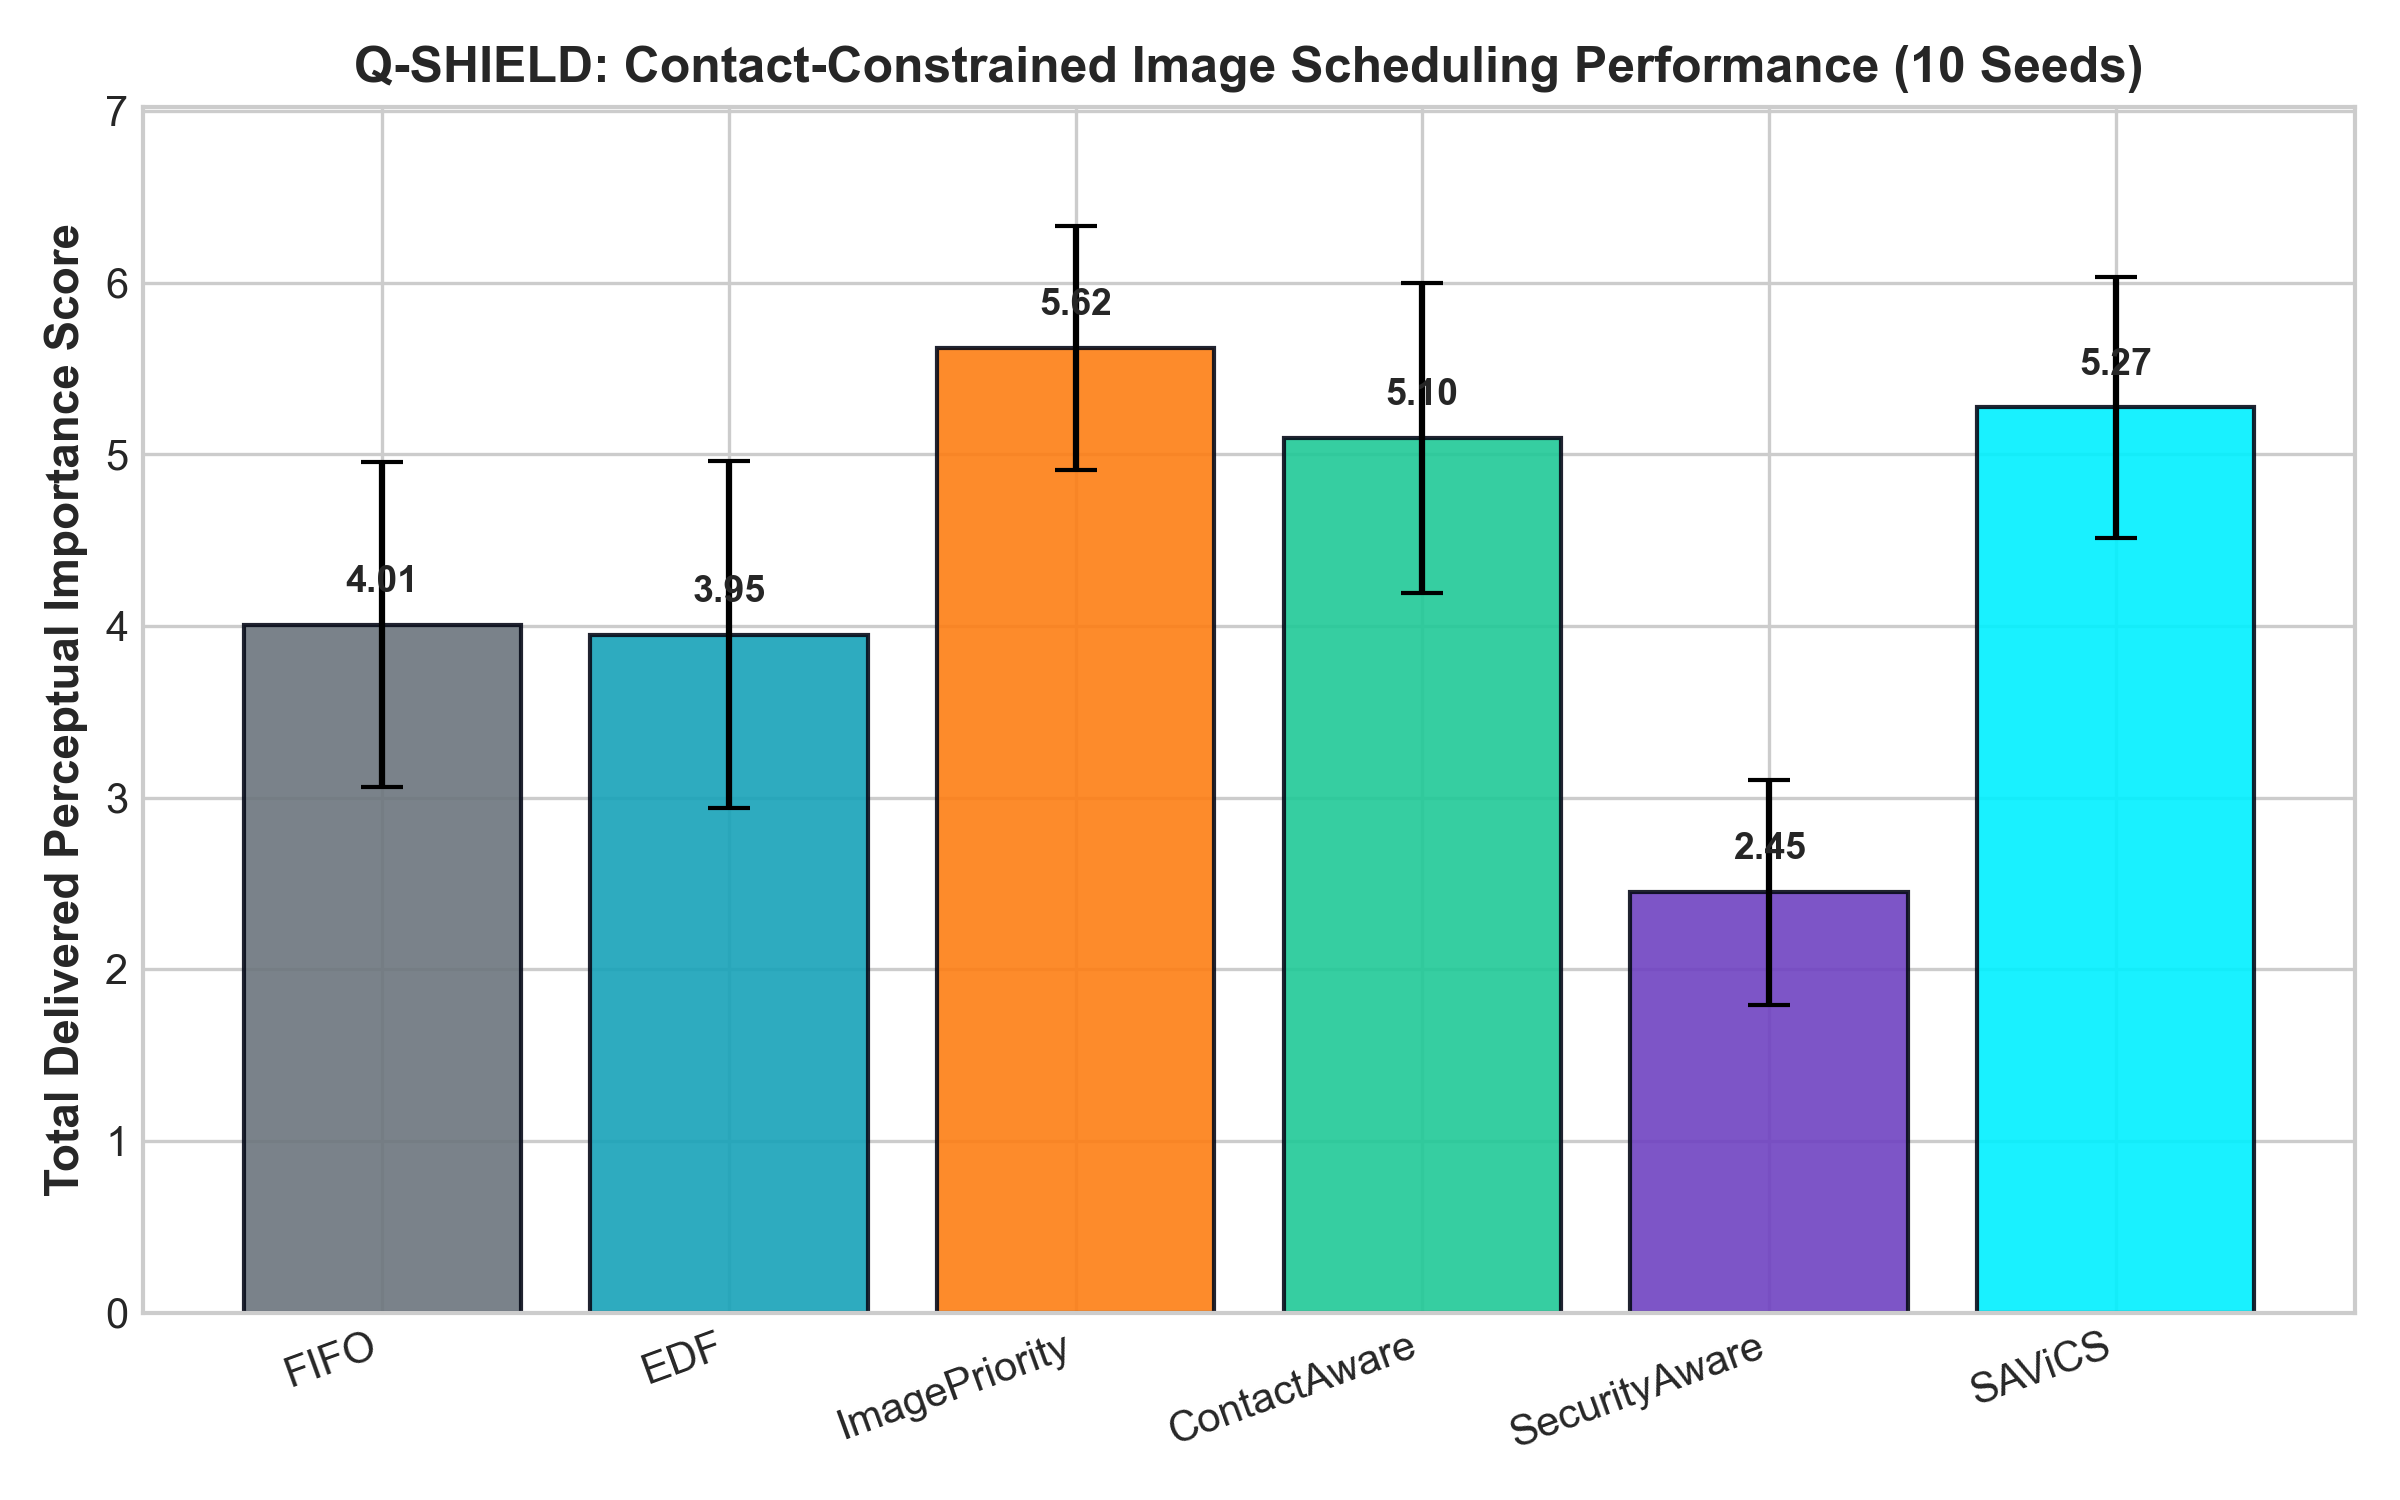 Q-SHIELD: Contact-Constrained Image Scheduling Performance (10 Seeds)
Total Delivered Perceptual Importance Score
7
6
5
4
3
2
1
0
4.01
3.95
5.62
5.10
2.45
5.27
FIFO
EDF
ImagePriority
ContactAware
SecurityAware
SAViCS